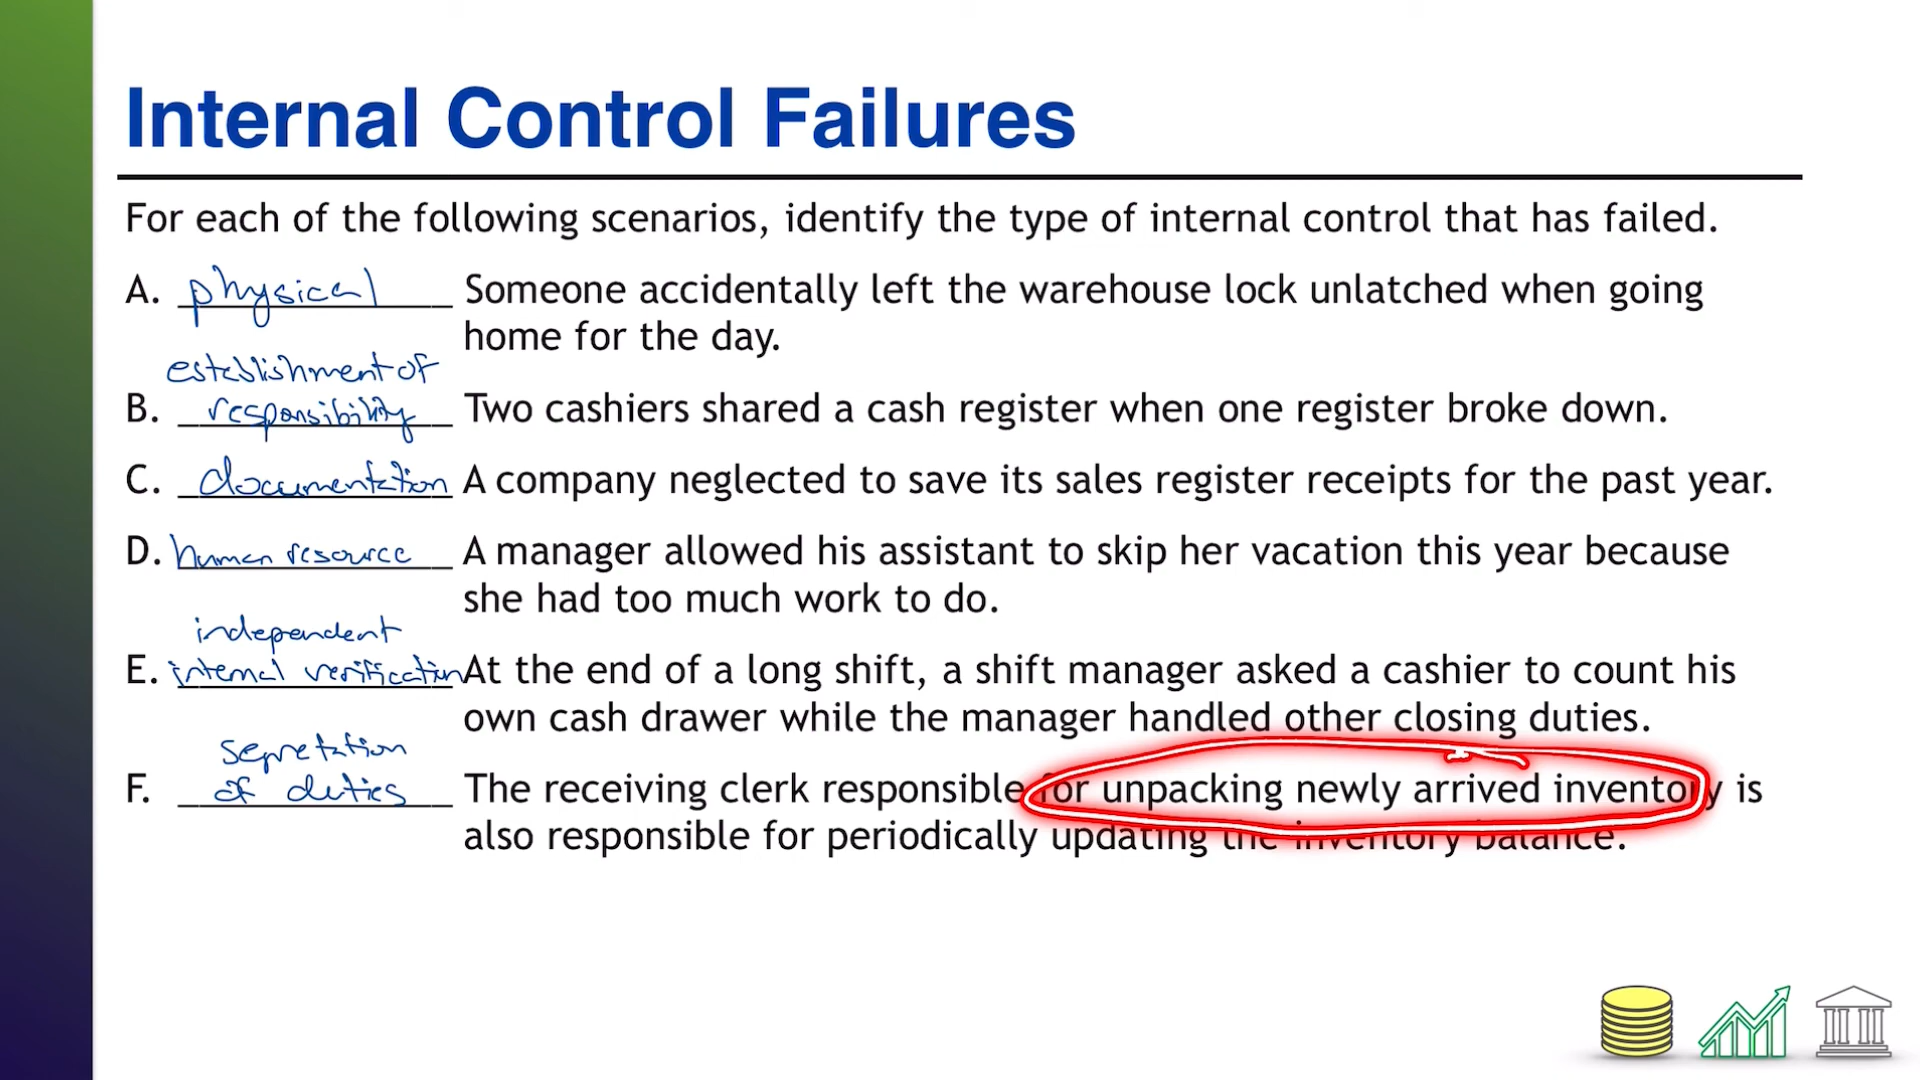 Internal Control Failures
For each of the following scenarios, identify the type of internal control that has failed.
A. physical Someone accidentally left the warehouse lock unlatched when going
home for the day.
establishment of
B. responsibility Two cashiers shared a cash register when one register broke down.
C. documentation A company neglected to save its sales register receipts for the past year.
D. human resource A manager allowed his assistant to skip her vacation this year because
she had too much work to do.
independent
E. internal verification At the end of a long shift, a shift manager asked a cashier to count his
own cash drawer while the manager handled other closing duties.
sepretation
F. of duties The receiving clerk responsible for unpacking newly arrived inventory is
also responsible for periodically updating the inventory balance.